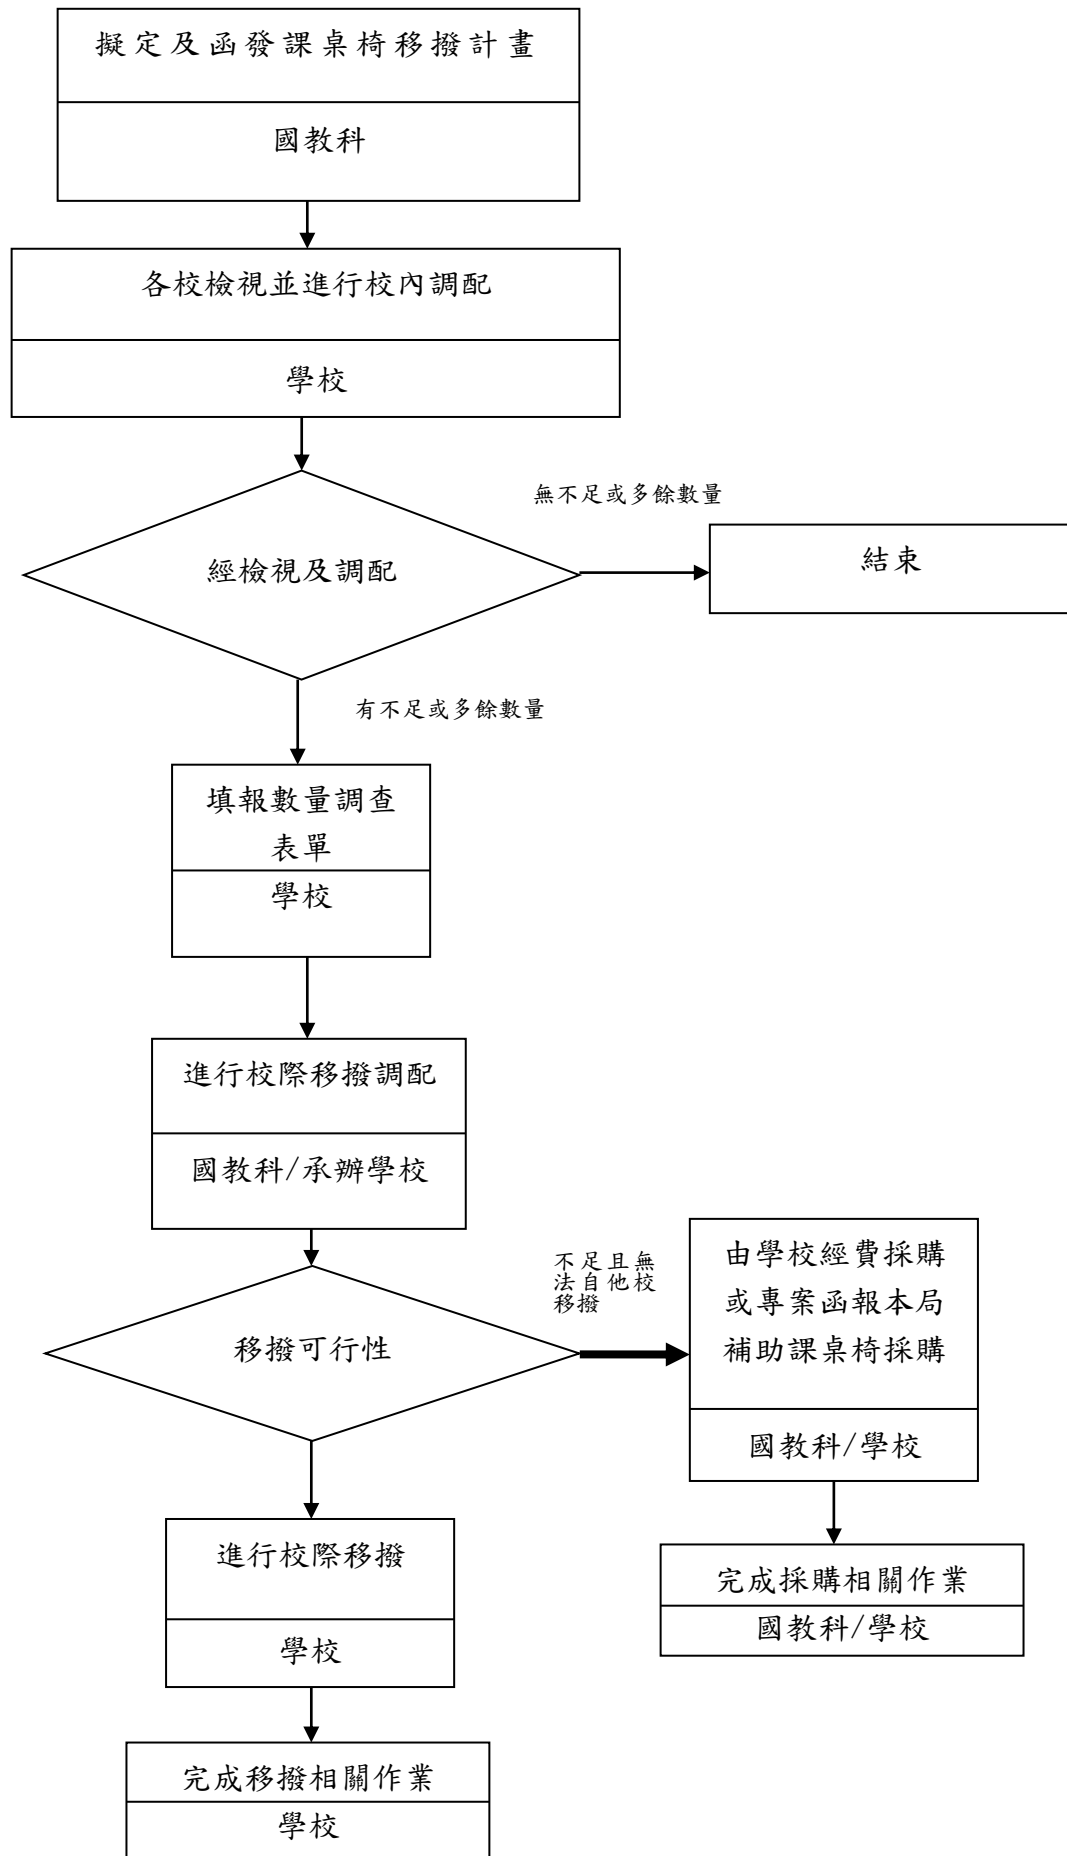 擬定及函發課桌椅移撥計畫
國教科
各校檢視並進行校內調配
學校
無不足或多餘數量
經檢視及調配
結束
有不足或多餘數量
填報數量調查
表單
學校
進行校際移撥調配
國教科/承辦學校
不足且無
法自他校
移撥
移撥可行性
由學校經費採購
或專案函報本局
補助課桌椅採購
國教科/學校
進行校際移撥
學校
完成採購相關作業
國教科/學校
完成移撥相關作業
學校